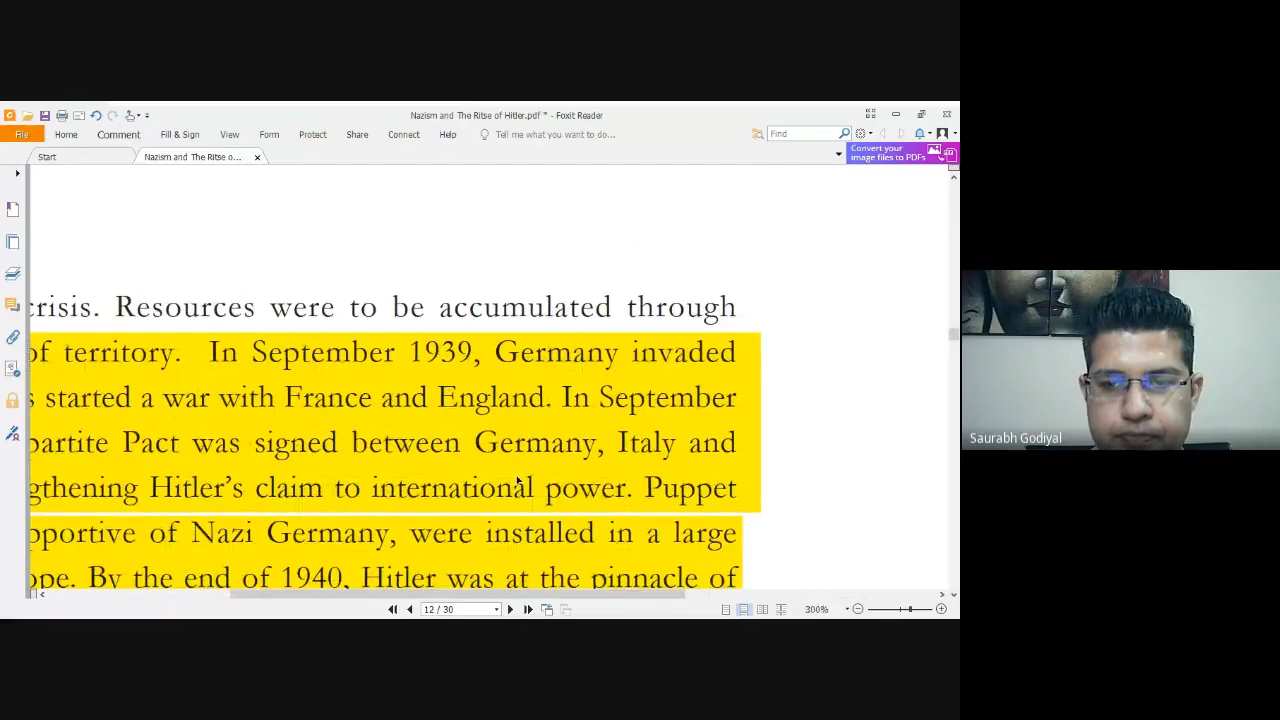 Nazism and The Ritse of Hitler.pdf * - Foxit Reader
File Home Comment Fill & Sign View Form Protect Share Connect Help Tell me what you want to do... Find
Start Nazism and The Ritse o...
Convert your
image files to PDFs
crisis. Resources were to be accumulated through
of territory. In September 1939, Germany invaded
s started a war with France and England. In September
partite Pact was signed between Germany, Italy and
gthening Hitler's claim to international power. Puppet
pportive of Nazi Germany, were installed in a large
ope. By the end of 1940, Hitler was at the pinnacle of
12 / 30
300%
Saurabh Godiyal